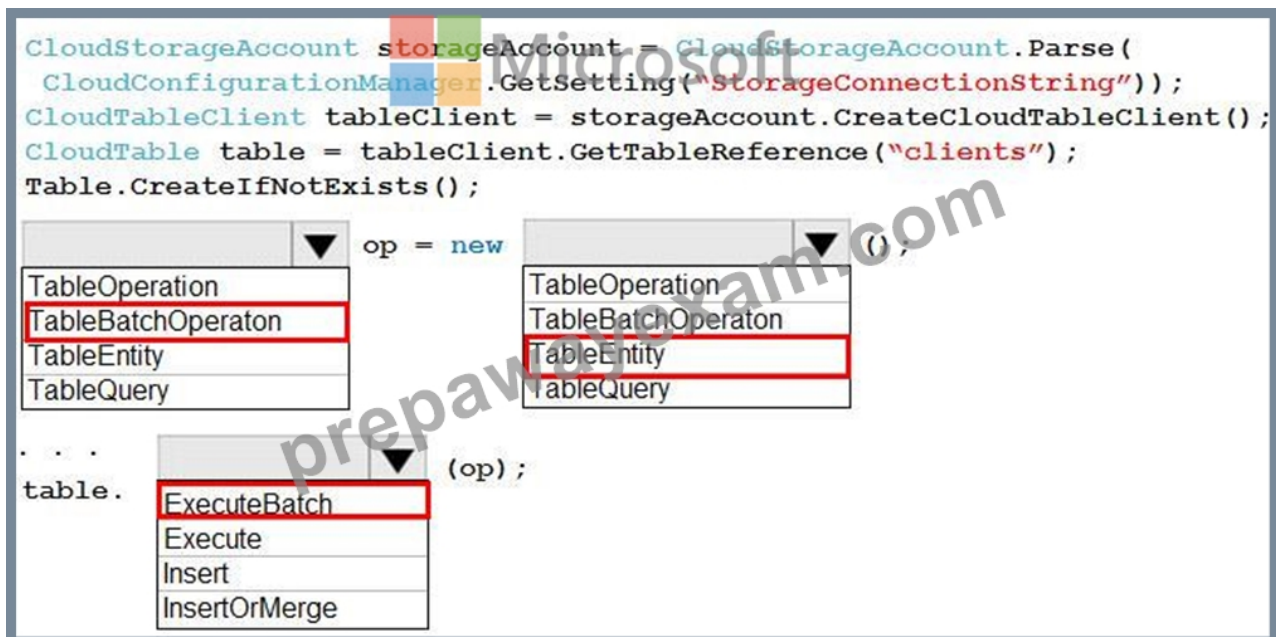 CloudStorageAccount storageAccount = CloudStorageAccount.Parse(
CloudConfigurationManager.GetSetting("StorageConnectionString"));
CloudTableClient tableClient = storageAccount.CreateCloudTableClient();
CloudTable table = tableClient.GetTableReference("clients");
Table.CreateIfNotExists();
op = new ();
TableOperation
TableBatchOperaton
TableEntity
TableQuery
TableOperation
TableBatchOperaton
TableEntity
TableQuery
. . .
table. (op);
ExecuteBatch
Execute
Insert
InsertOrMerge
Microsoft
prepawayexam.com